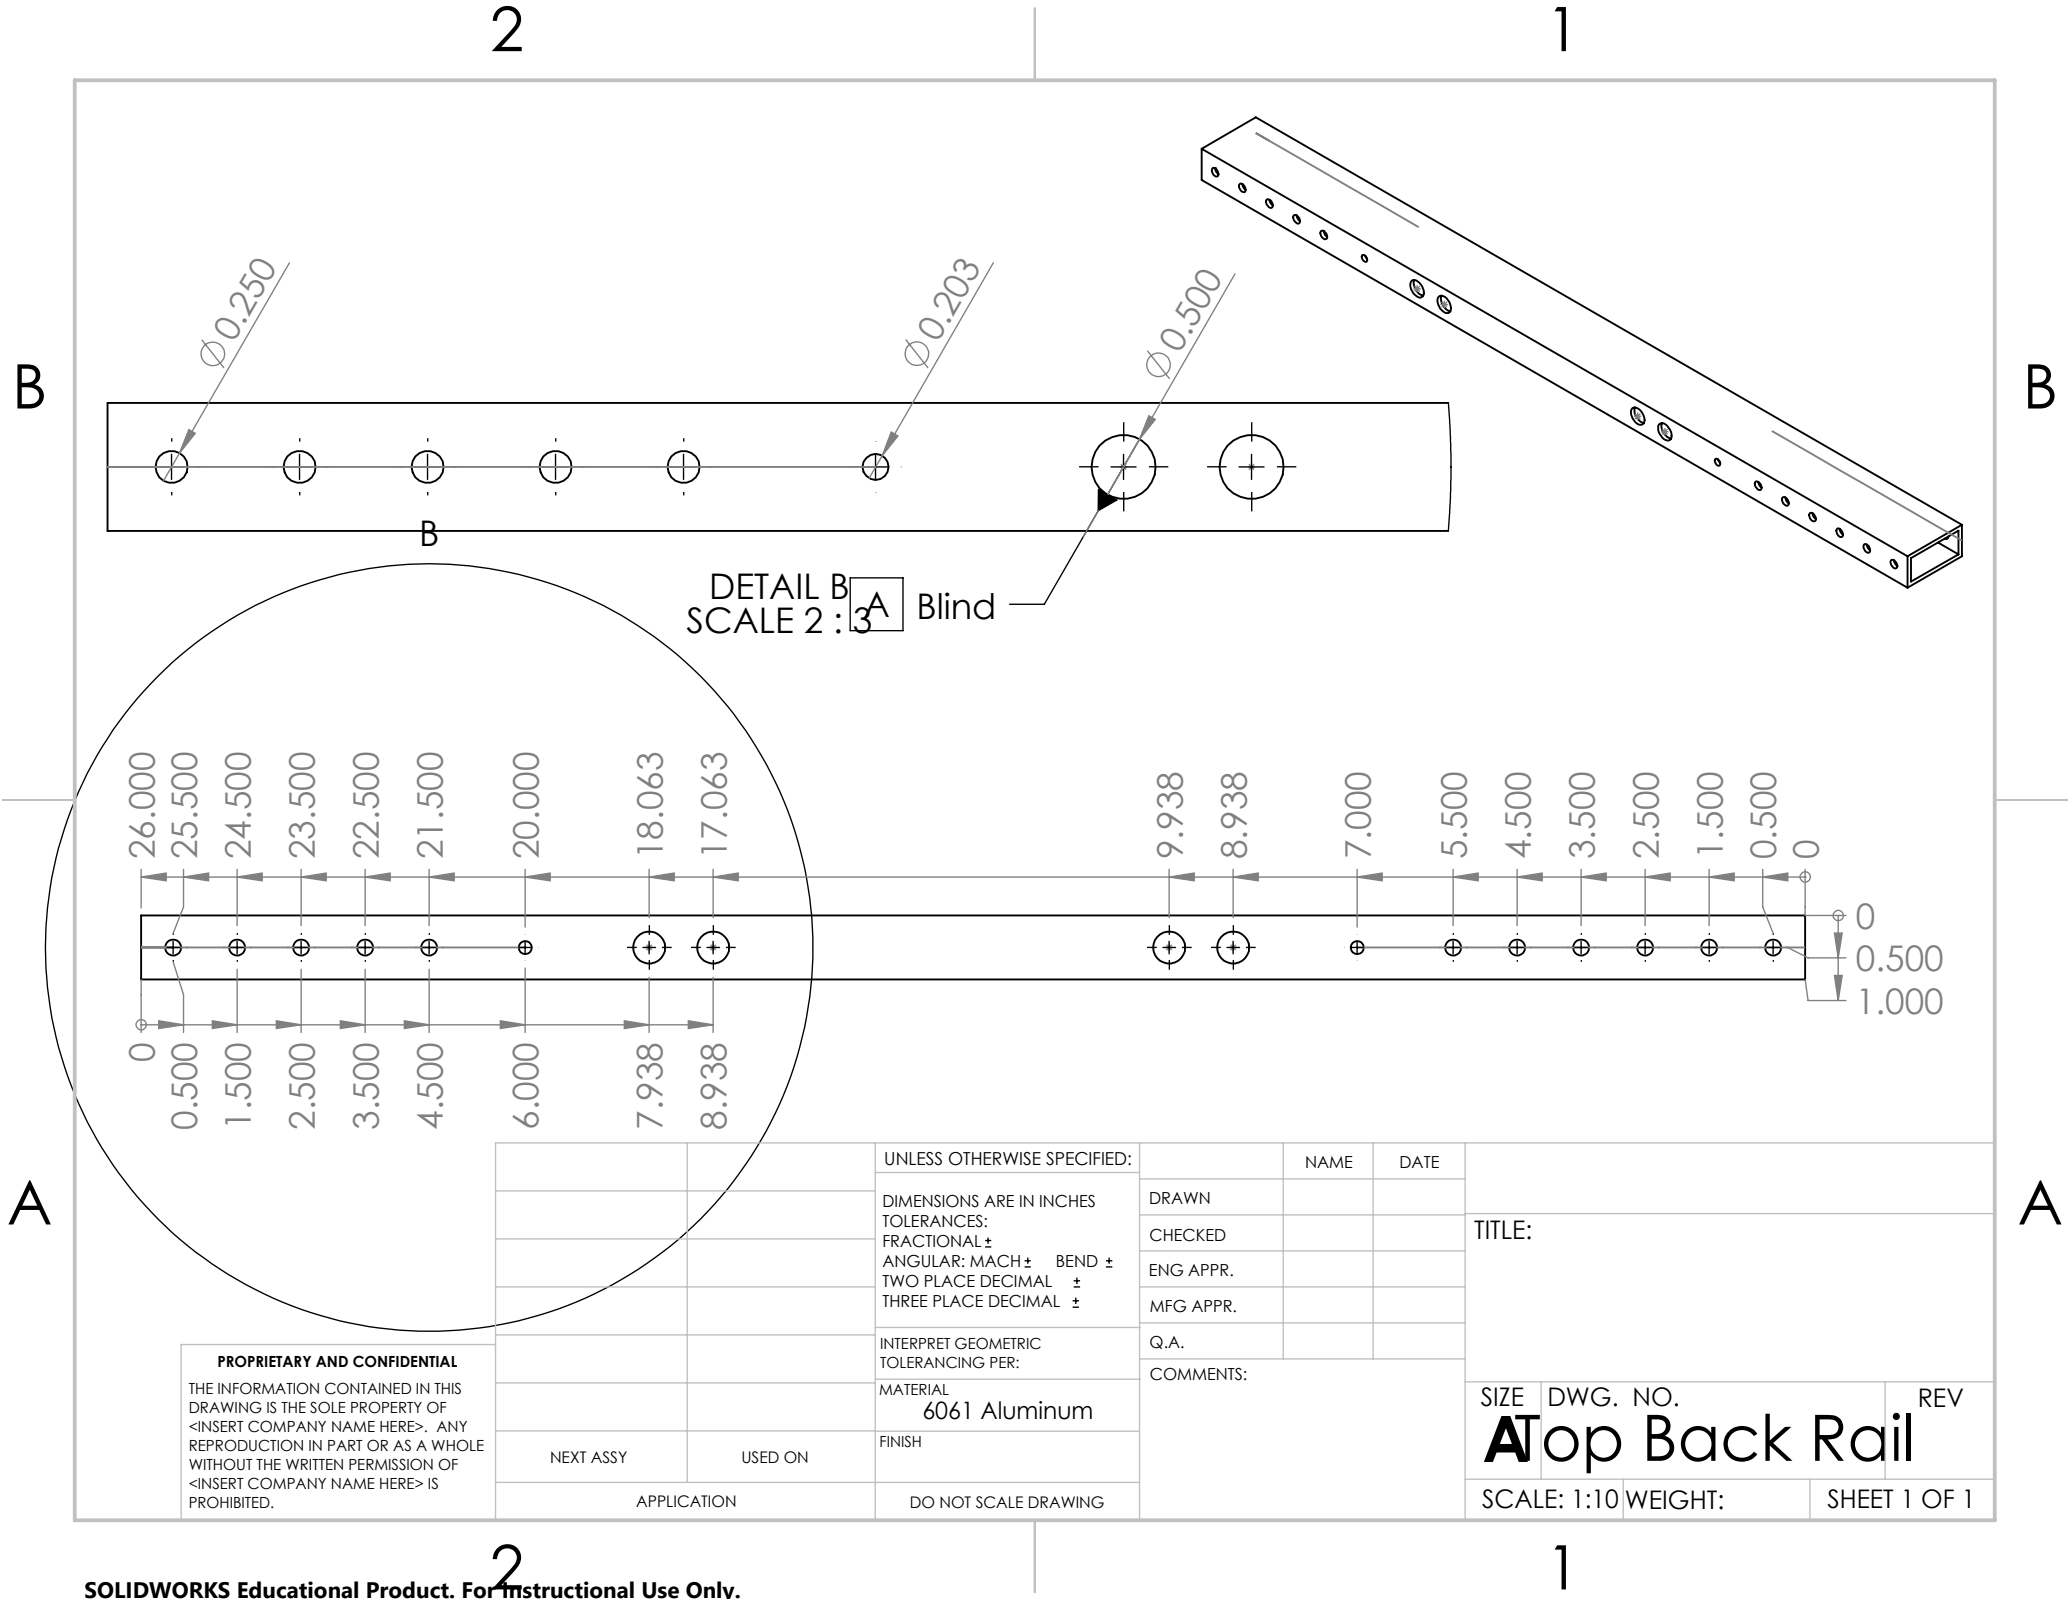 2
1
B
B
Ø0.250
Ø0.203
Ø0.500
B
DETAIL B
SCALE 2 : 3
A
Blind
26.000
25.500
24.500
23.500
22.500
21.500
20.000
18.063
17.063
9.938
8.938
7.000
5.500
4.500
3.500
2.500
1.500
0.500
0
0
0.500
1.000
0
0.500
1.500
2.500
3.500
4.500
6.000
7.938
8.938
A
A
UNLESS OTHERWISE SPECIFIED:
DIMENSIONS ARE IN INCHES
TOLERANCES:
FRACTIONAL ±
ANGULAR: MACH ± BEND ±
TWO PLACE DECIMAL ±
THREE PLACE DECIMAL ±
INTERPRET GEOMETRIC
TOLERANCING PER:
MATERIAL
6061 Aluminum
FINISH
DO NOT SCALE DRAWING
NAME
DATE
DRAWN
CHECKED
ENG APPR.
MFG APPR.
Q.A.
COMMENTS:
TITLE:
SIZE
DWG. NO.
REV
A
Top Back Rail
SCALE: 1:10
WEIGHT:
SHEET 1 OF 1
PROPRIETARY AND CONFIDENTIAL
THE INFORMATION CONTAINED IN THIS
DRAWING IS THE SOLE PROPERTY OF
<INSERT COMPANY NAME HERE>. ANY
REPRODUCTION IN PART OR AS A WHOLE
WITHOUT THE WRITTEN PERMISSION OF
<INSERT COMPANY NAME HERE> IS
PROHIBITED.
NEXT ASSY
USED ON
APPLICATION
2
1
SOLIDWORKS Educational Product. For Instructional Use Only.